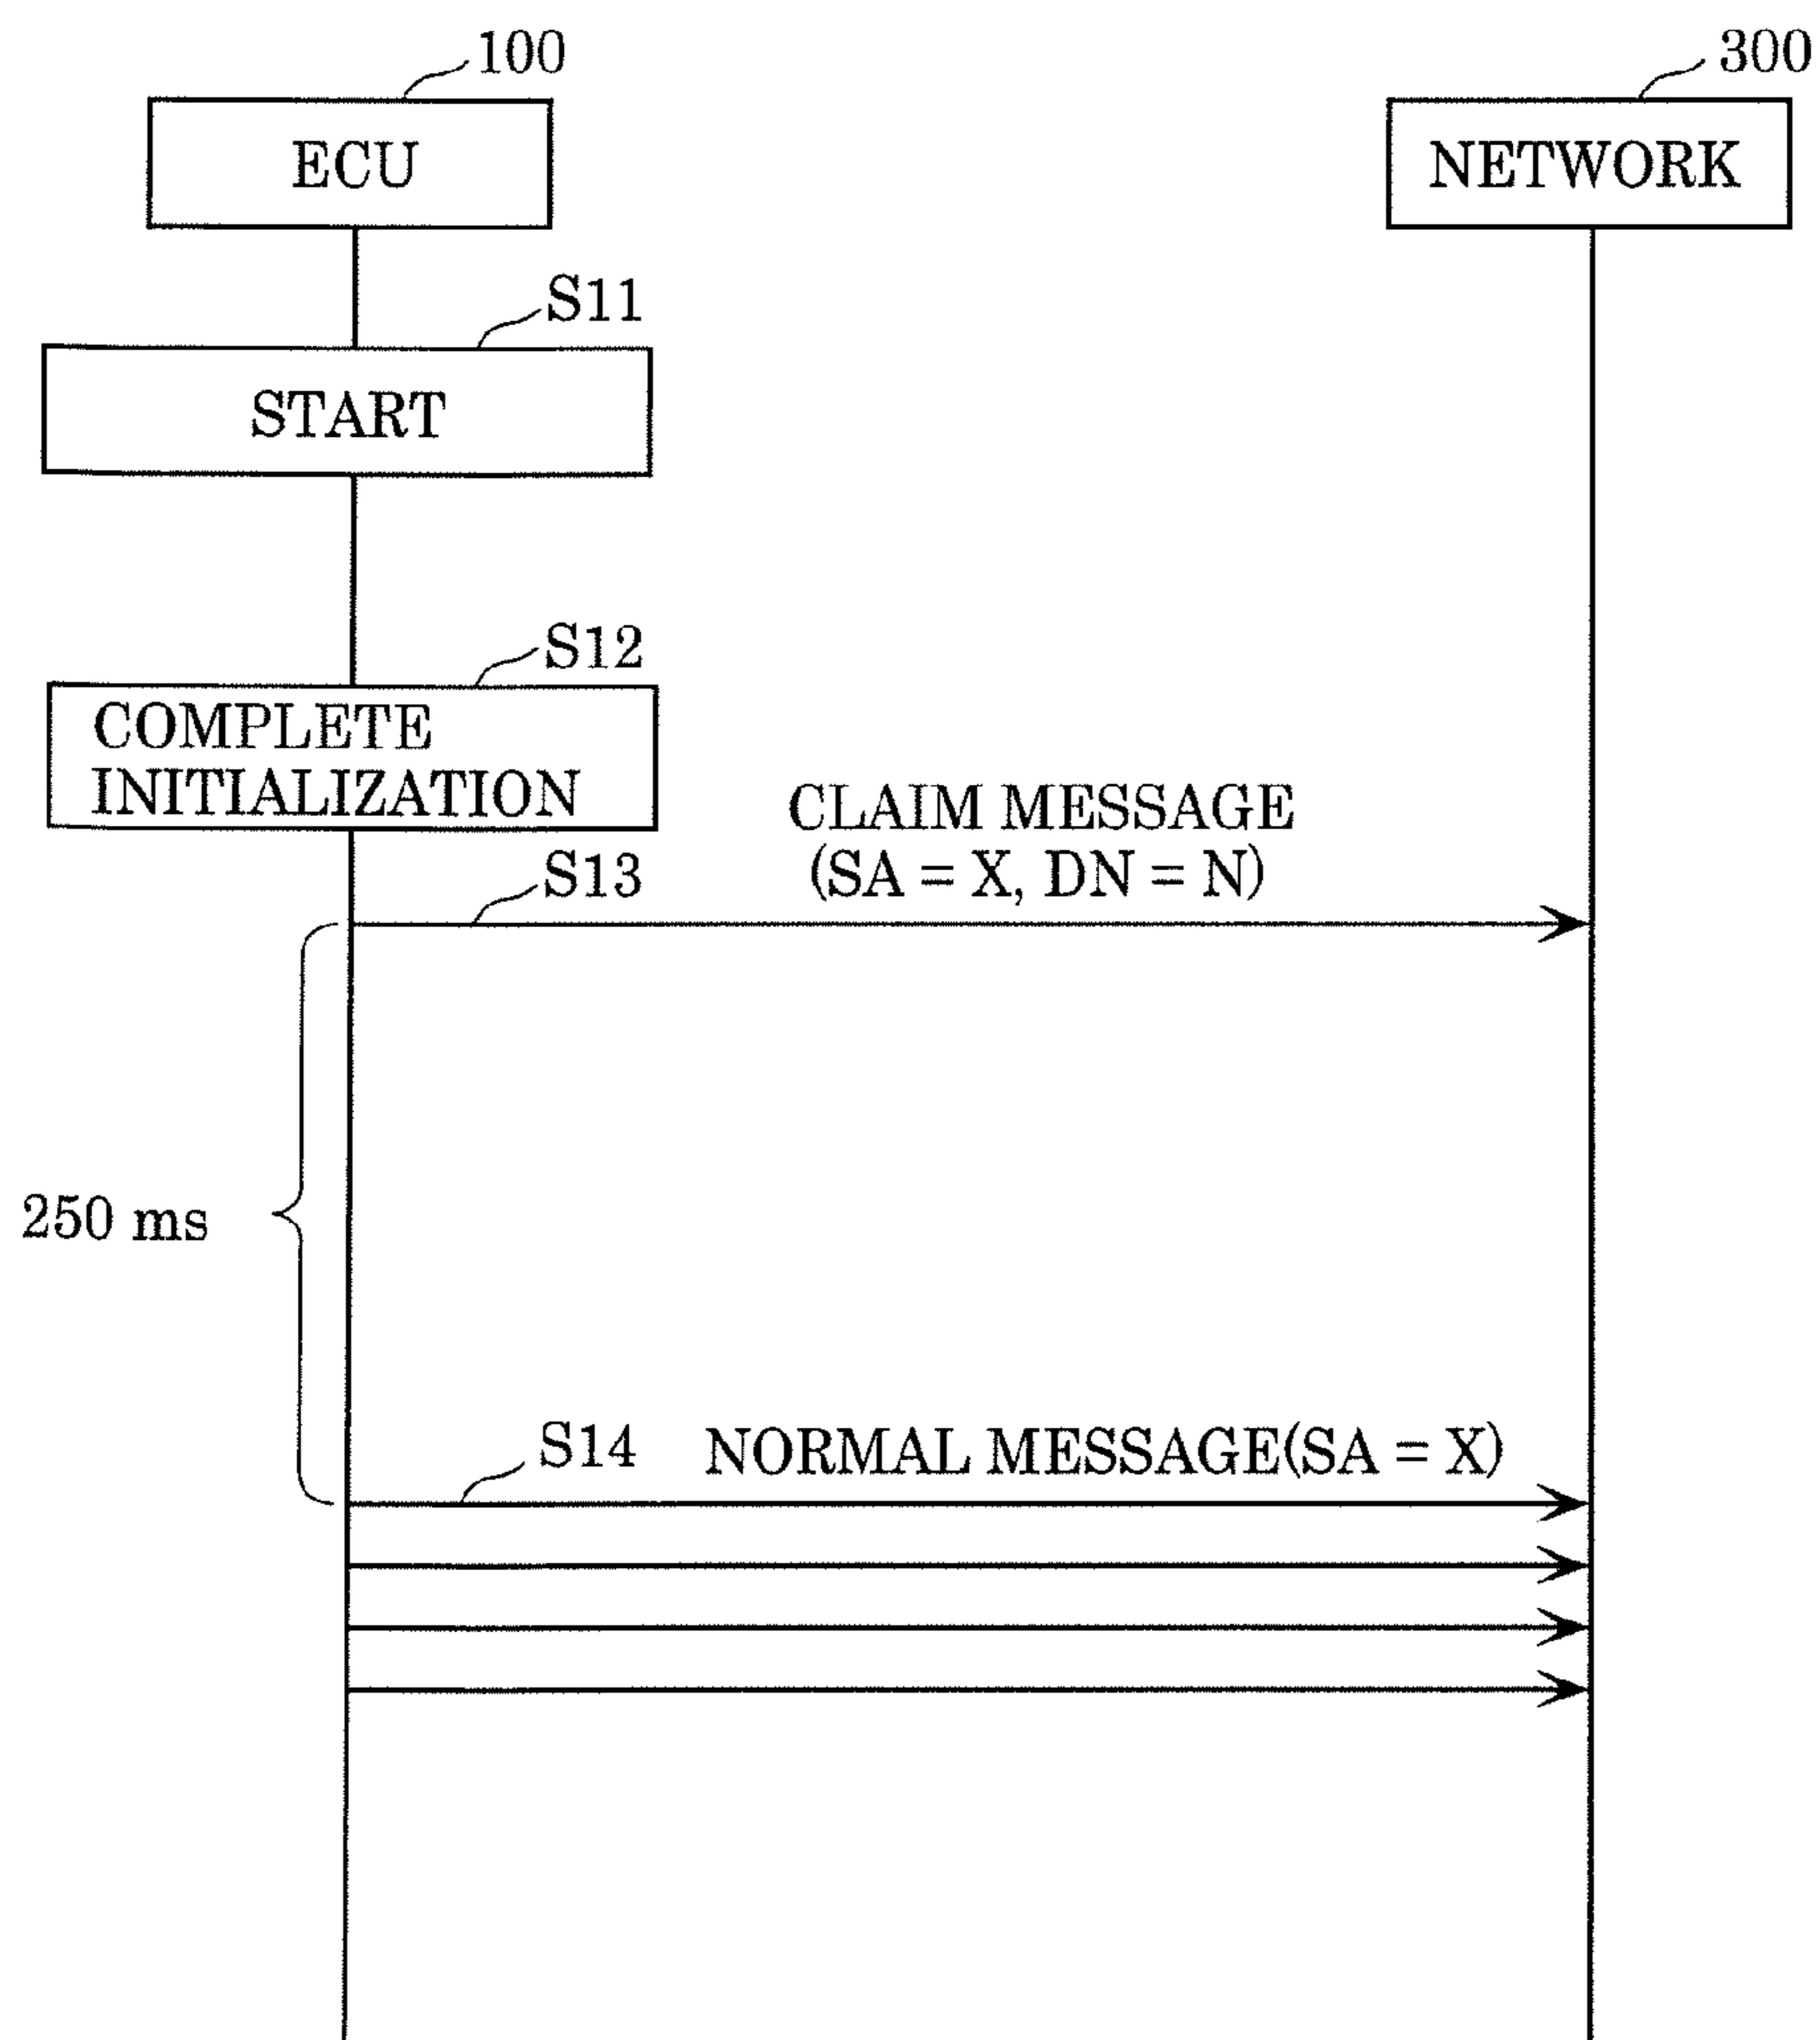 100
300
ECU
NETWORK
S11
START
S12
COMPLETE
INITIALIZATION
CLAIM MESSAGE
(SA = X, DN = N)
S13
250 ms
S14
NORMAL MESSAGE(SA = X)